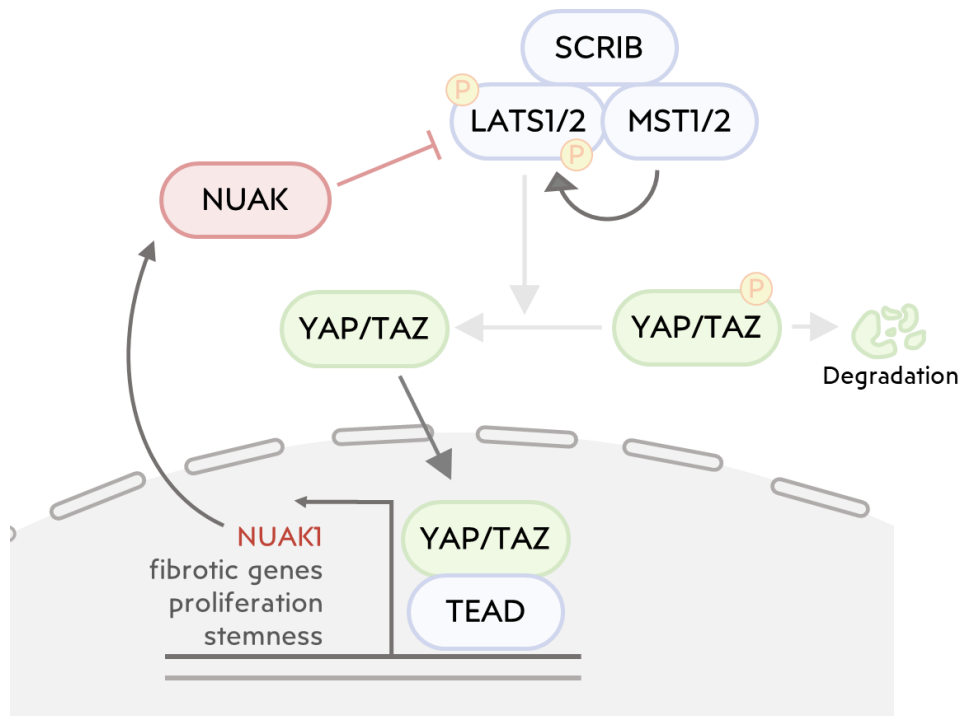 SCRIB
P
LATS1/2
MST1/2
P
NUAK
P
YAP/TAZ
YAP/TAZ
Degradation
YAP/TAZ
NUAK1
fibrotic genes
proliferation
stemness
TEAD